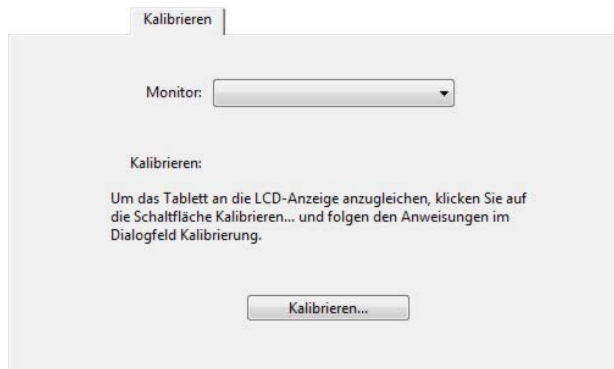 Kalibrieren
Monitor:
Kalibrieren:
Um das Tablett an die LCD-Anzeige anzugleichen, klicken Sie auf
die Schaltfläche Kalibrieren... und folgen den Anweisungen im
Dialogfeld Kalibrierung.
Kalibrieren...